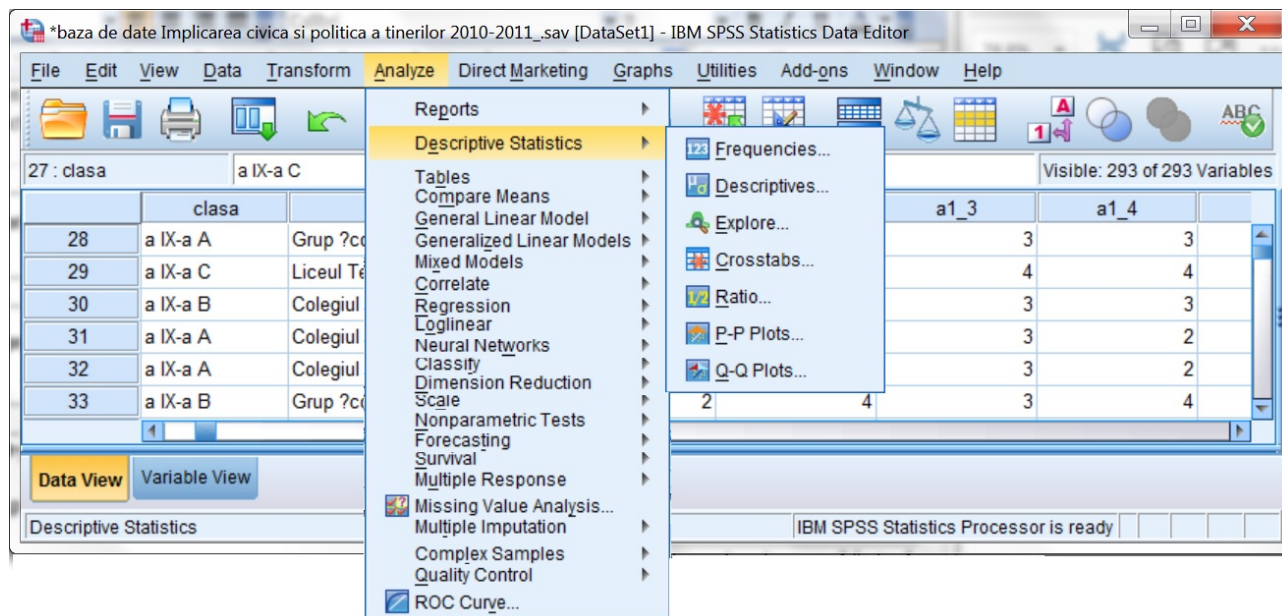 *baza de date Implicarea civica si politica a tinerilor 2010-2011_.sav [DataSet1] - IBM SPSS Statistics Data Editor
File Edit View Data Transform Analyze Direct Marketing Graphs Utilities Add-ons Window Help
27 : clasa a IX-a C Visible: 293 of 293 Variables
clasa a1_3 a1_4
28 a IX-a A Grup 3 3
29 a IX-a C Liceul 4 4
30 a IX-a B Colegiul 3 3
31 a IX-a A Colegiul 3 2
32 a IX-a A Colegiul 3 2
33 a IX-a B Grup 2 4 3 4
Reports
Descriptive Statistics
Tables
Compare Means
General Linear Model
Generalized Linear Models
Mixed Models
Correlate
Regression
Loglinear
Neural Networks
Classify
Dimension Reduction
Scale
Nonparametric Tests
Forecasting
Survival
Multiple Response
Missing Value Analysis...
Multiple Imputation
Complex Samples
Quality Control
ROC Curve...
123 Frequencies...
Descriptives...
Explore...
Crosstabs...
1/2 Ratio...
P-P Plots...
Q-Q Plots...
A
1
ABC
Data View Variable View
Descriptive Statistics IBM SPSS Statistics Processor is ready